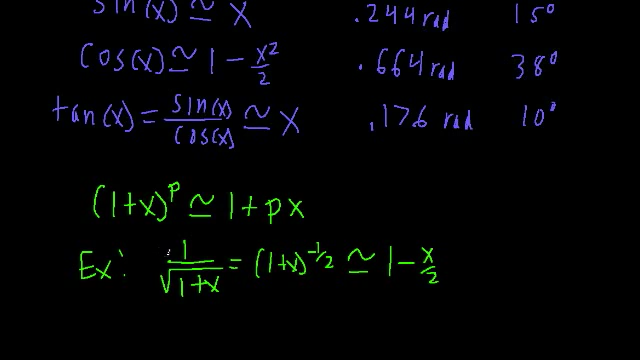 sin(x) ≃ x .244 rad 15°
cos(x) ≃ 1 - x²/2 .664 rad 38°
tan(x) = sin(x)/cos(x) ≃ x .176 rad 10°
(1+x)^p ≃ 1 + px
Ex: 1/√(1+x) = (1+x)^(-1/2) ≃ 1 - x/2